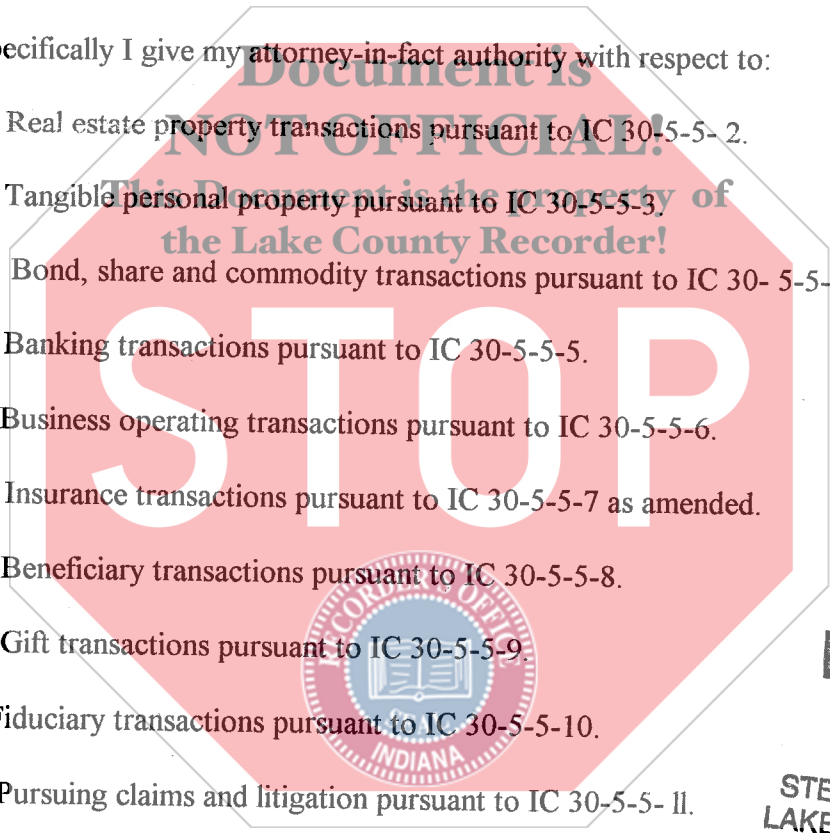 ecifically I give my attorney-in-fact authority with respect to:
Document is
Real estate property transactions pursuant to IC 30-5-5- 2.
NOT OFFICIAL!
Tangible personal property pursuant to IC 30-5-5-3.
This Document is the property of
the Lake County Recorder!
Bond, share and commodity transactions pursuant to IC 30- 5-5-
STOP
Banking transactions pursuant to IC 30-5-5-5.
Business operating transactions pursuant to IC 30-5-5-6.
Insurance transactions pursuant to IC 30-5-5-7 as amended.
Beneficiary transactions pursuant to IC 30-5-5-8.
RECORDER'S OFFICE
Gift transactions pursuant to IC 30-5-5-9.
Fiduciary transactions pursuant to IC 30-5-5-10.
SEAL
INDIANA
Pursuing claims and litigation pursuant to IC 30-5-5- ll.
STE
LAKE